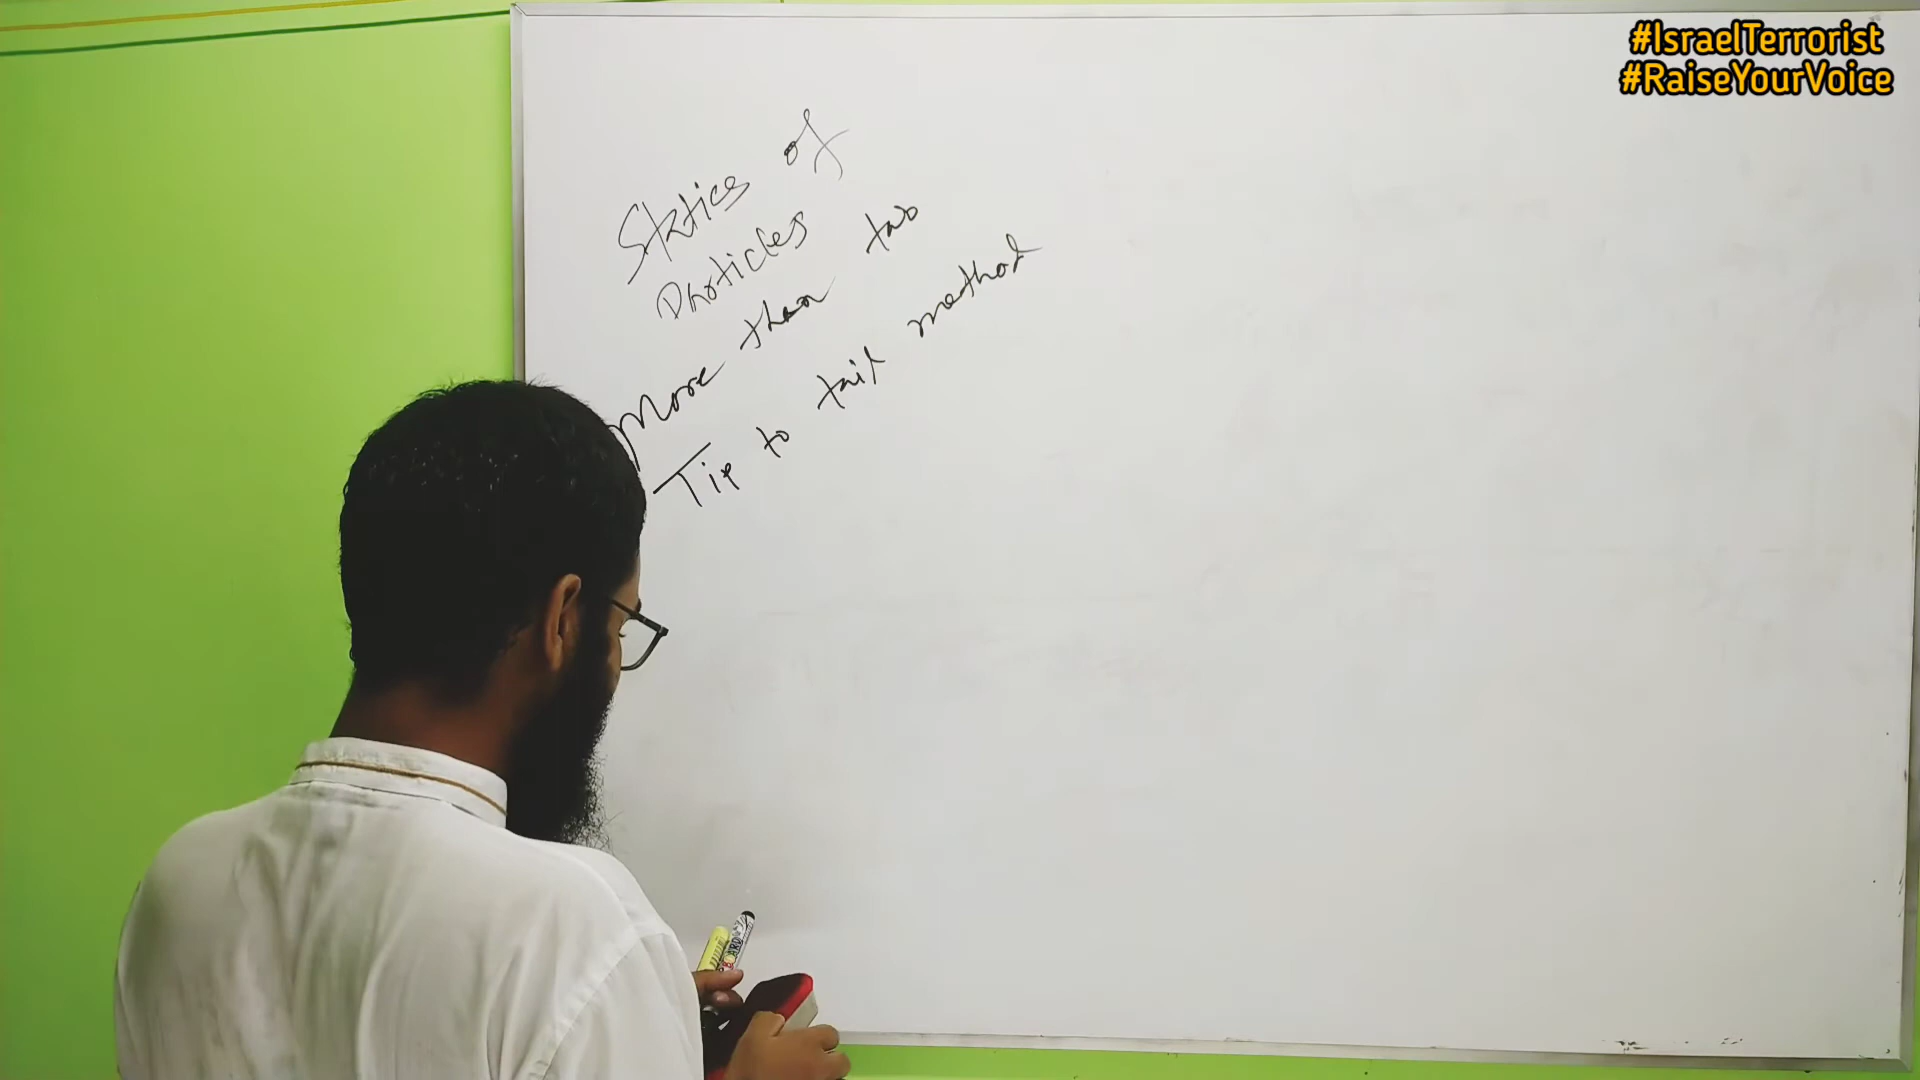 #IsraelTerrorist
#RaiseYourVoice
Statics of
Particles
More than two
Tip to tail method